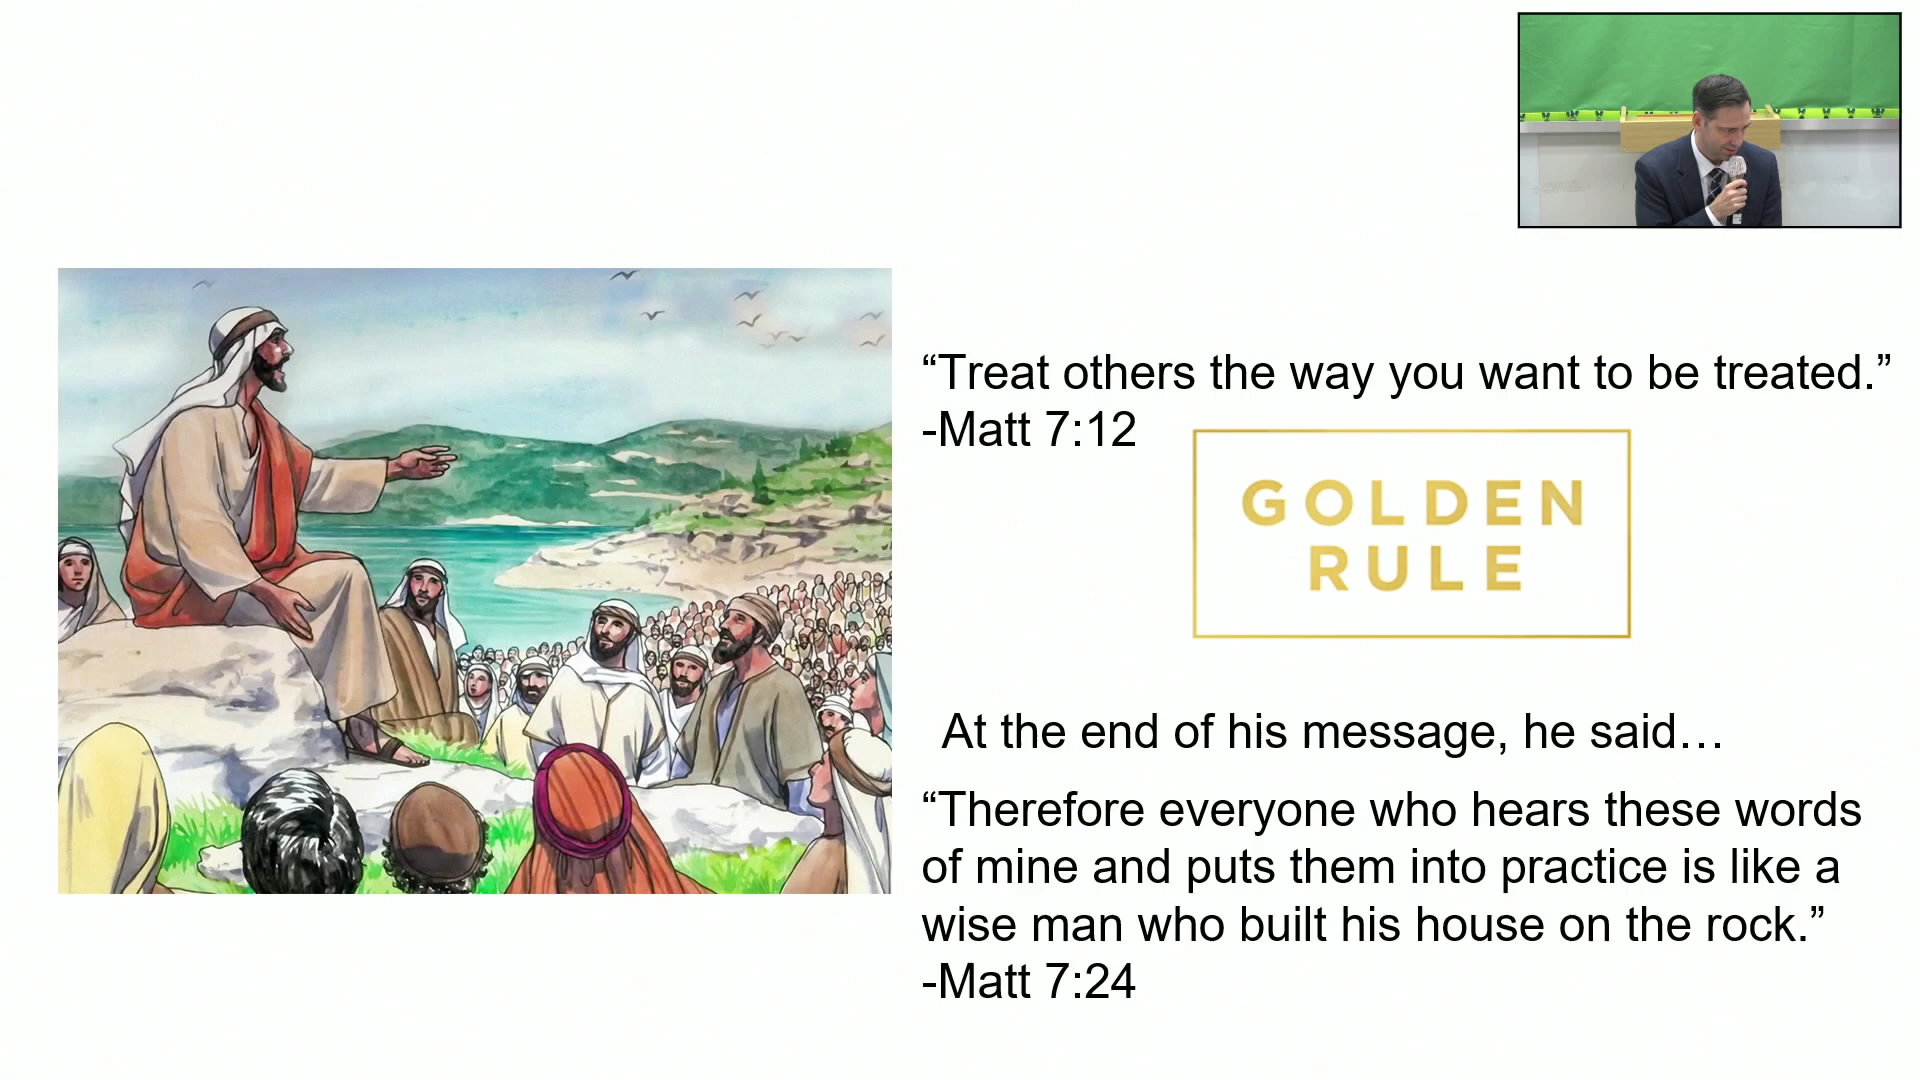 “Treat others the way you want to be treated.”
-Matt 7:12
GOLDEN
RULE
At the end of his message, he said…
“Therefore everyone who hears these words
of mine and puts them into practice is like a
wise man who built his house on the rock.”
-Matt 7:24